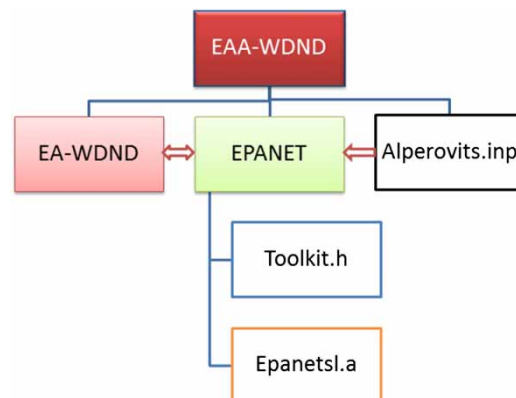 EAA-WDND
EA-WDND
EPANET
Alperovits.inp
Toolkit.h
Epanetsl.a